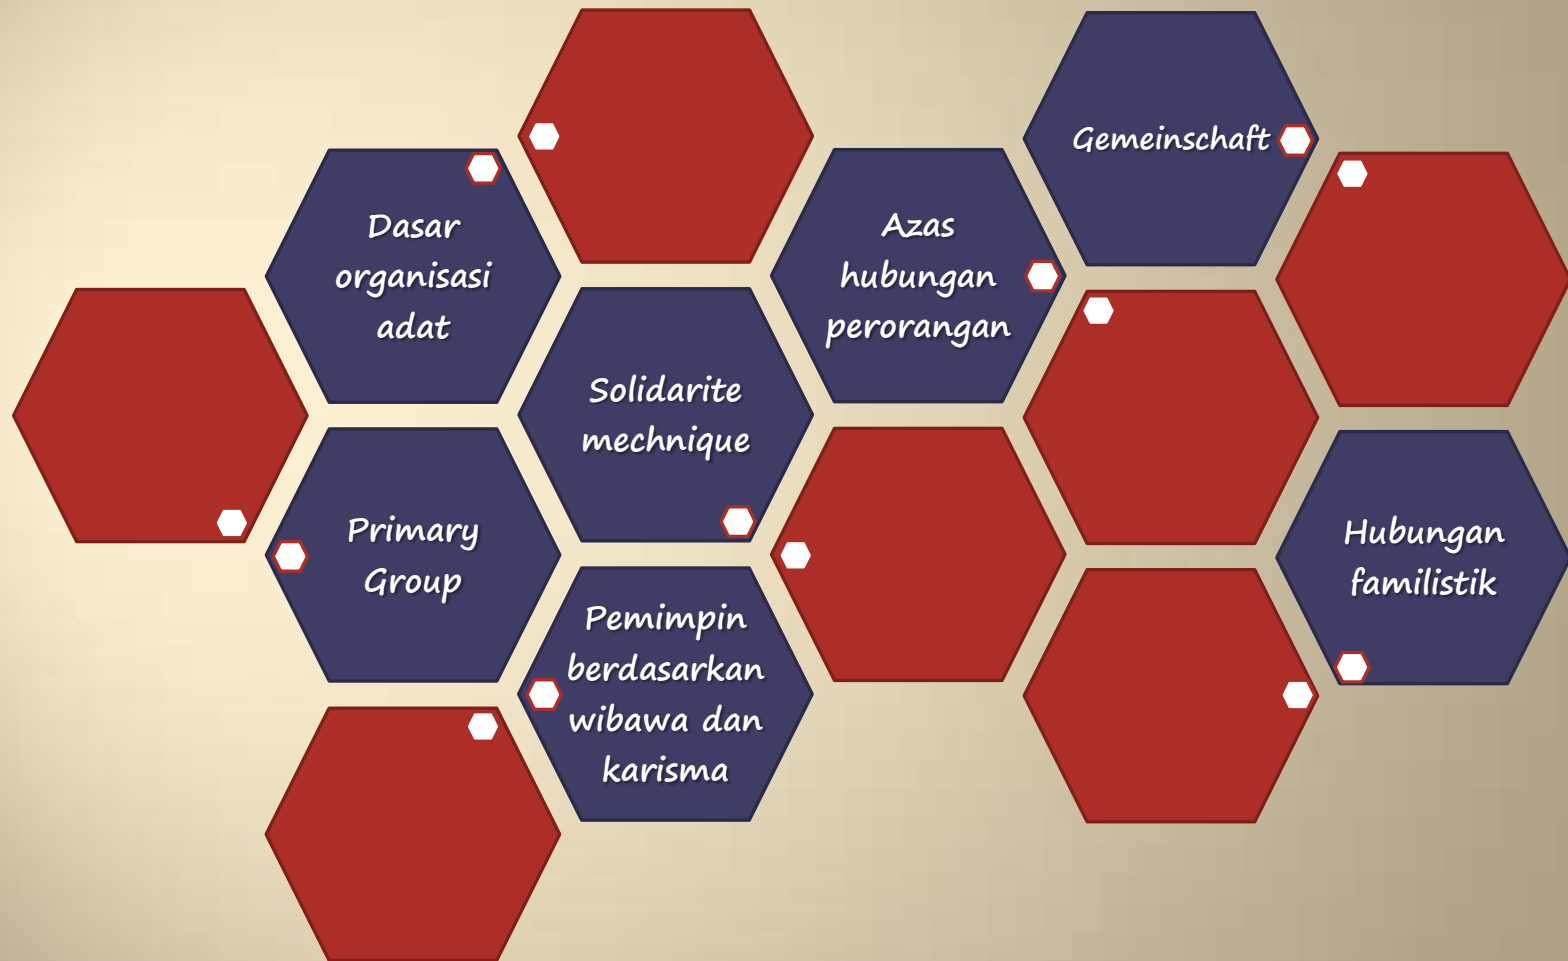 Dasar
organisasi
adat
Primary
Group
Solidarite
mechnique
Pemimpin
berdasarkan
wibawa dan
karisma
Azas
hubungan
perorangan
Gemeinschaft
Hubungan
familistik